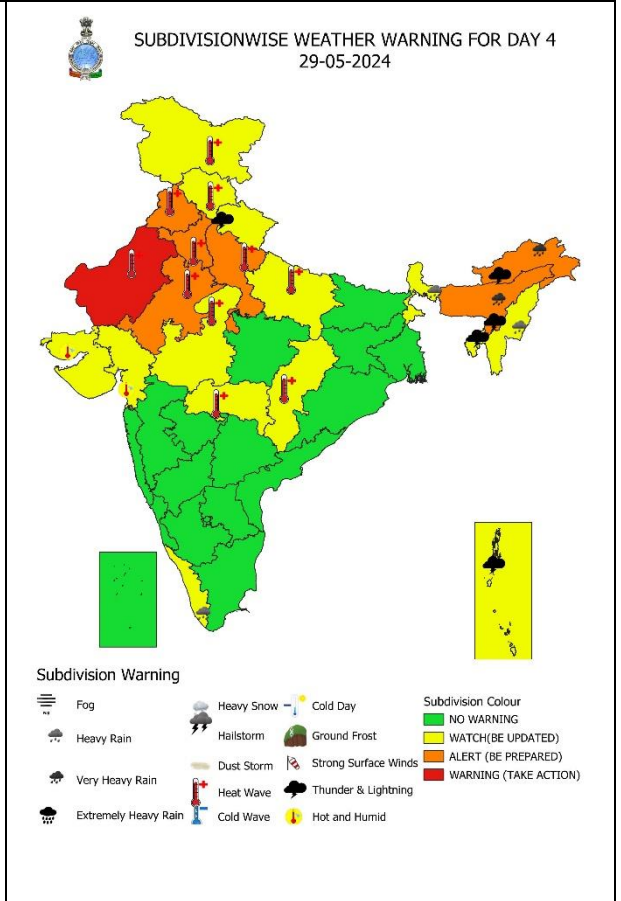 SUBDIVISIONWISE WEATHER WARNING FOR DAY 4
29-05-2024
Subdivision Warning
Fog
Heavy Rain
Very Heavy Rain
Extremely Heavy Rain
Heavy Snow
Hailstorm
Dust Storm
Heat Wave
Cold Wave
Cold Day
Ground Frost
Strong Surface Winds
Thunder & Lightning
Hot and Humid
Subdivision Colour
NO WARNING
WATCH(BE UPDATED)
ALERT (BE PREPARED)
WARNING (TAKE ACTION)